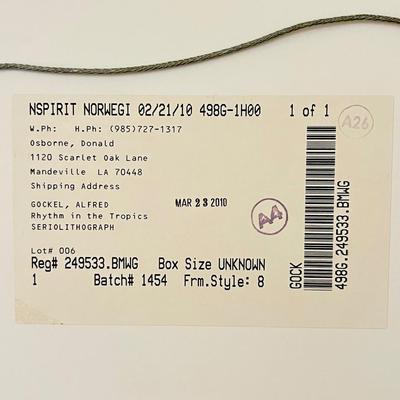 NSPIRIT NORWEGI 02/21/10 498G-1H00 1 of 1
W.Ph: H.Ph: (985)727-1317
Osborne, Donald
1120 Scarlet Oak Lane
Mandeville LA 70448
Shipping Address
GOCKEL, ALFRED
Rhythm in the Tropics
SERIOLITHOGRAPH
MAR 23 2010
A4
A26
Lot# 006
Reg# 249533.BMWG Box Size UNKNOWN
1 Batch# 1454 Frm.Style: 8
GOCK
498G.249533.BMWG